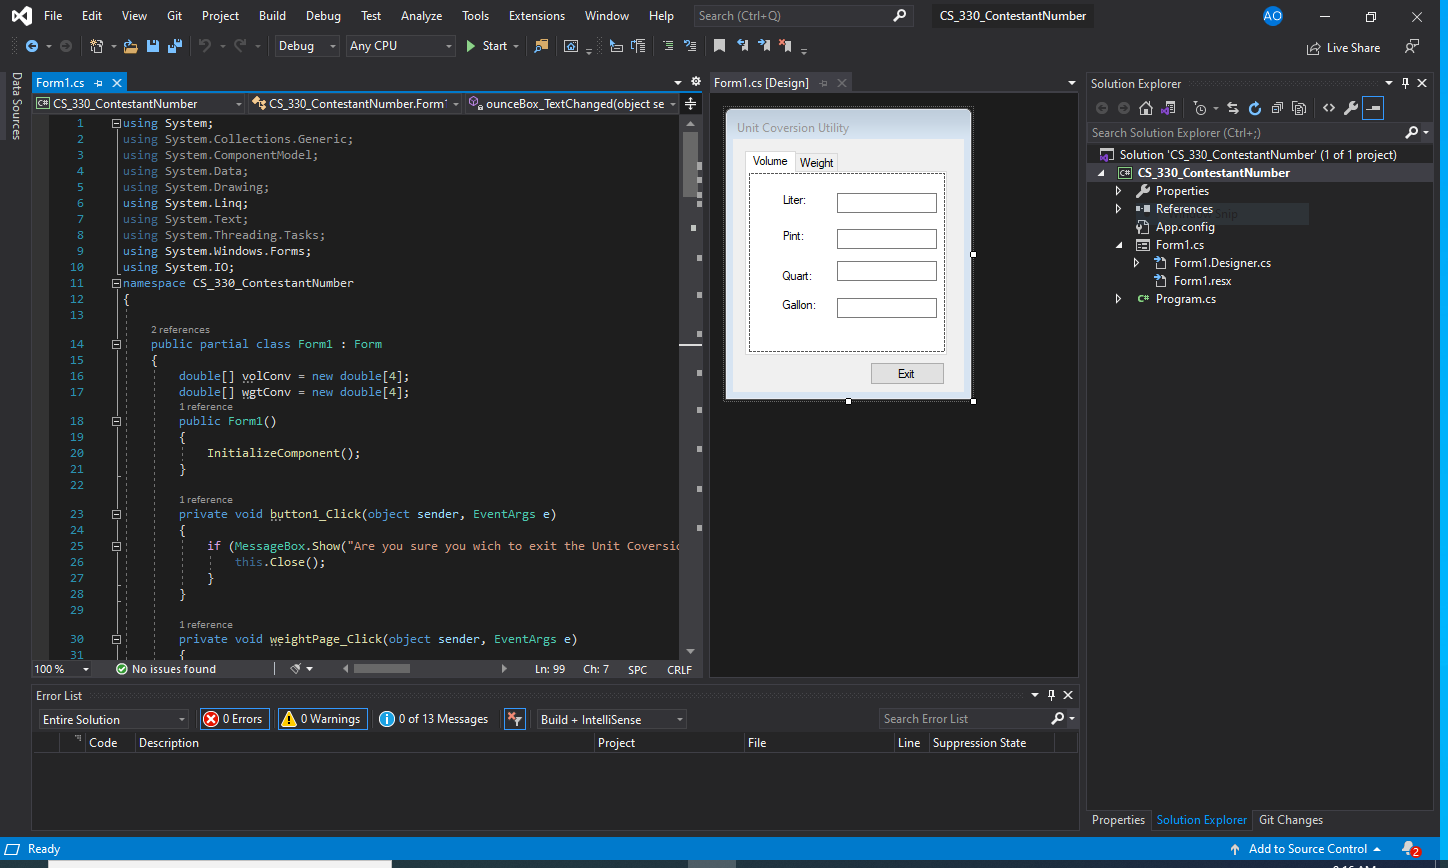 File Edit View Git Project Build Debug Test Analyze Tools Extensions Window Help Search (Ctrl+Q) CS_330_ContestantNumber AO
Debug Any CPU Start Live Share
Data Sources
Form1.cs
CS_330_ContestantNumber CS_330_ContestantNumber.Form1 ounceBox_TextChanged(object se
1 using System;
2 using System.Collections.Generic;
3 using System.ComponentModel;
4 using System.Data;
5 using System.Drawing;
6 using System.Linq;
7 using System.Text;
8 using System.Threading.Tasks;
9 using System.Windows.Forms;
10 using System.IO;
11 namespace CS_330_ContestantNumber
12 {
13
2 references
14 public partial class Form1 : Form
15 {
16 double[] volConv = new double[4];
17 double[] wgtConv = new double[4];
1 reference
18 public Form1()
19 {
20 InitializeComponent();
21 }
22
1 reference
23 private void button1_Click(object sender, EventArgs e)
24 {
25 if (MessageBox.Show("Are you sure you wich to exit the Unit Coversio
26 this.Close();
27 }
28 }
29
1 reference
30 private void weightPage_Click(object sender, EventArgs e)
31 {
100 % No issues found Ln: 99 Ch: 7 SPC CRLF
Form1.cs [Design]
Unit Coversion Utility
Volume Weight
Liter:
Pint:
Quart:
Gallon:
Exit
Solution Explorer
Search Solution Explorer (Ctrl+;)
Solution 'CS_330_ContestantNumber' (1 of 1 project)
CS_330_ContestantNumber
Properties
References
App.config
Form1.cs
Form1.Designer.cs
Form1.resx
Program.cs
Properties Solution Explorer Git Changes
Error List
Entire Solution 0 Errors 0 Warnings 0 of 13 Messages Build + IntelliSense Search Error List
Code Description Project File Line Suppression State
Ready Add to Source Control 2